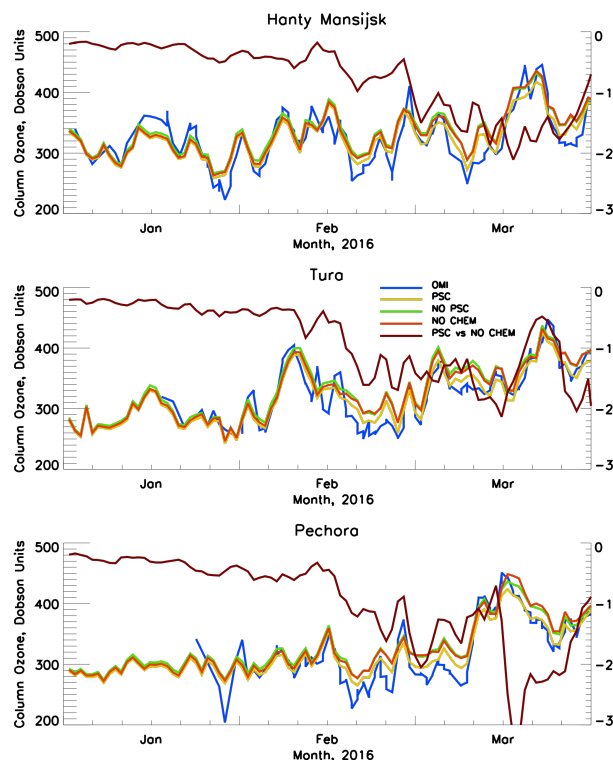 Hanty Mansijsk
Column Ozone, Dobson Units
500
400
300
200
0
−1
−2
−3
Jan Feb Mar
Month, 2016
Tura
Column Ozone, Dobson Units
500
400
300
200
0
−1
−2
−3
OMI
PSC
NO PSC
NO CHEM
PSC vs NO CHEM
Jan Feb Mar
Month, 2016
Pechora
Column Ozone, Dobson Units
500
400
300
200
0
−1
−2
−3
Jan Feb Mar
Month, 2016